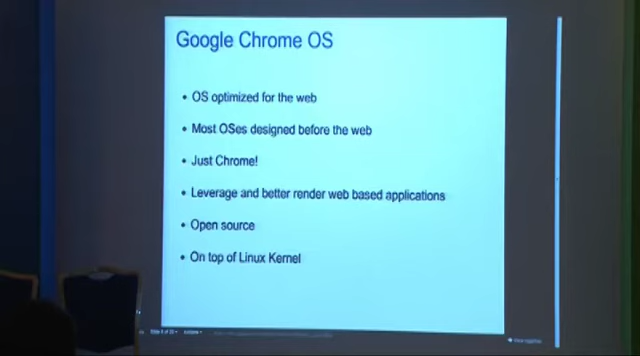 Google Chrome OS
• OS optimized for the web
• Most OSes designed before the web
• Just Chrome!
• Leverage and better render web based applications
• Open source
• On top of Linux Kernel